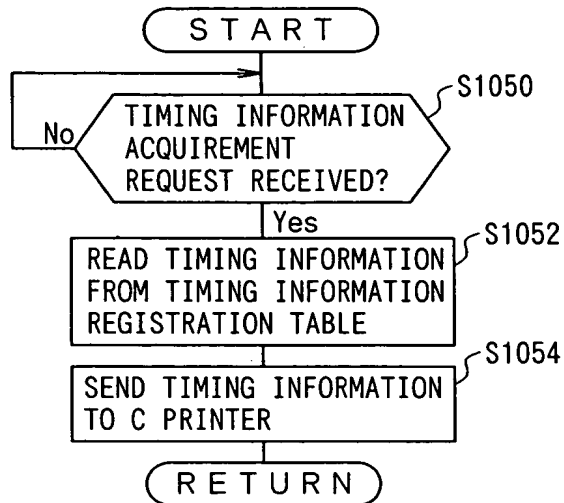 START
S1050
TIMING INFORMATION
ACQUIREMENT
REQUEST RECEIVED?
No
Yes
S1052
READ TIMING INFORMATION
FROM TIMING INFORMATION
REGISTRATION TABLE
S1054
SEND TIMING INFORMATION
TO C PRINTER
RETURN